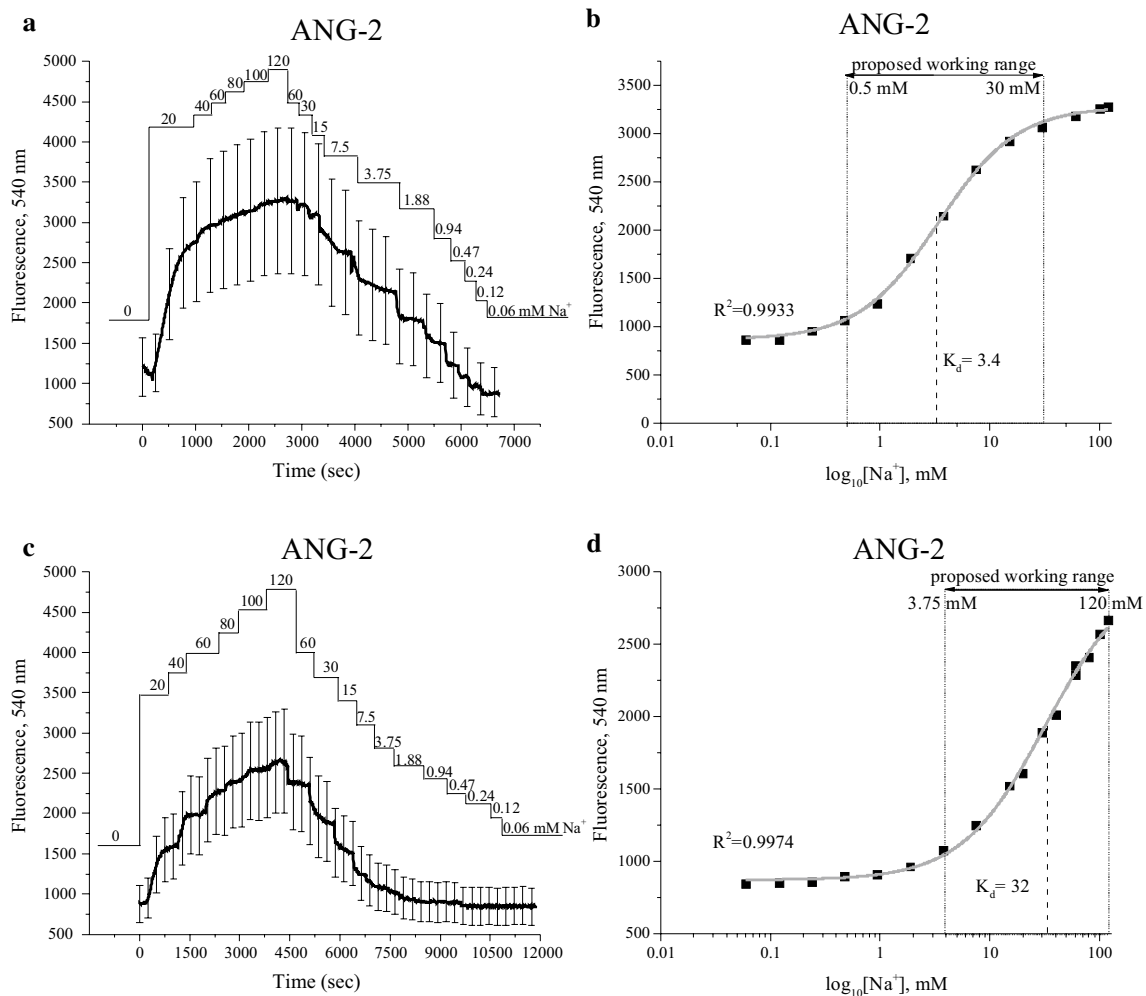 a
ANG-2
Fluorescence, 540 nm
5000
4500
4000
3500
3000
2500
2000
1500
1000
500
0
20
40
60
80
100
120
60
30
15
7.5
3.75
1.88
0.94
0.47
0.24
0.12
0.06 mM Na⁺
0 1000 2000 3000 4000 5000 6000 7000
Time (sec)
b
ANG-2
proposed working range
0.5 mM 30 mM
Fluorescence, 540 nm
3500
3000
2500
2000
1500
1000
500
0
R²=0.9933
K_d= 3.4
0.01 0.1 1 10 100
log₁₀[Na⁺], mM
c
ANG-2
Fluorescence, 540 nm
5000
4500
4000
3500
3000
2500
2000
1500
1000
500
0
20
40
60
80
100
120
60
30
15
7.5
3.75
1.88
0.94
0.47
0.24
0.12
0.06 mM Na⁺
0 1500 3000 4500 6000 7500 9000 10500 12000
Time (sec)
d
ANG-2
proposed working range
3.75 mM 120 mM
Fluorescence, 540 nm
3000
2500
2000
1500
1000
500
R²=0.9974
K_d= 32
0.01 0.1 1 10 100
log₁₀[Na⁺], mM